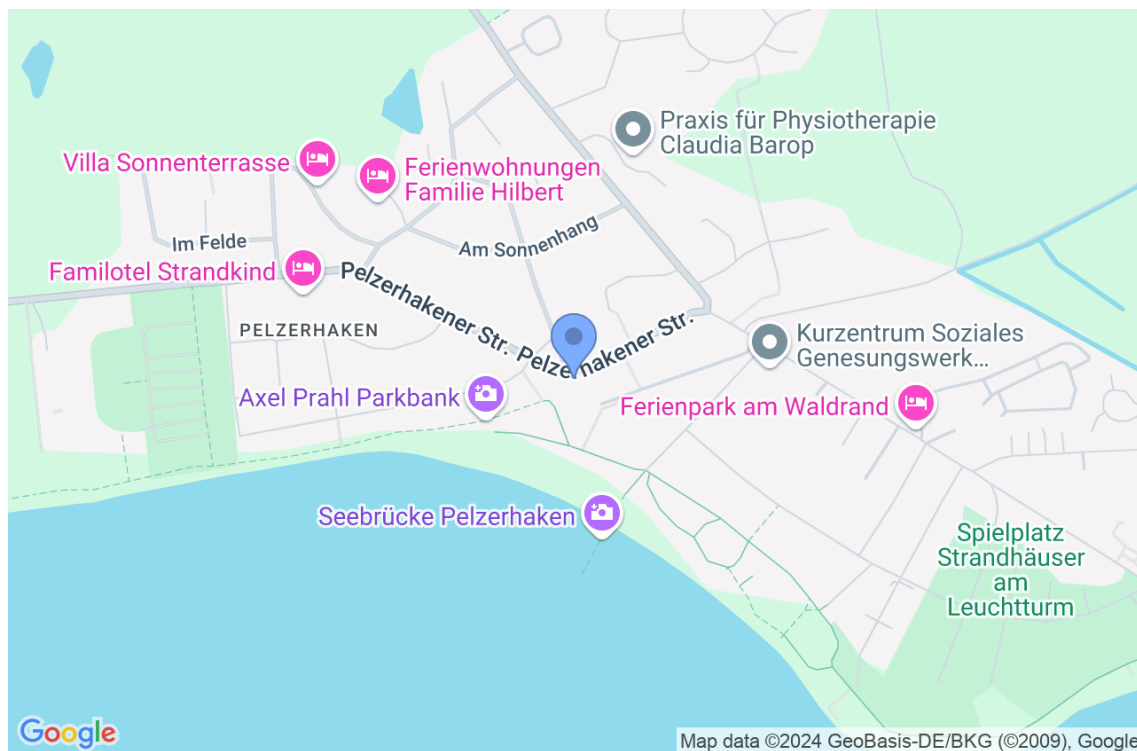 Praxis für Physiotherapie
Claudia Barop
Villa Sonnenterrasse
Ferienwohnungen
Familie Hilbert
Im Felde
Am Sonnenhang
Familotel Strandkind
Pelzerhakener Str.
Pelzerhakener Str.
PELZERHAKEN
Kurzentrum Soziales
Genesungswerk...
Axel Prahl Parkbank
Ferienpark am Waldrand
Seebrücke Pelzerhaken
Spielplatz
Strandhäuser
am
Leuchtturm
Google
Map data ©2024 GeoBasis-DE/BKG (©2009), Google